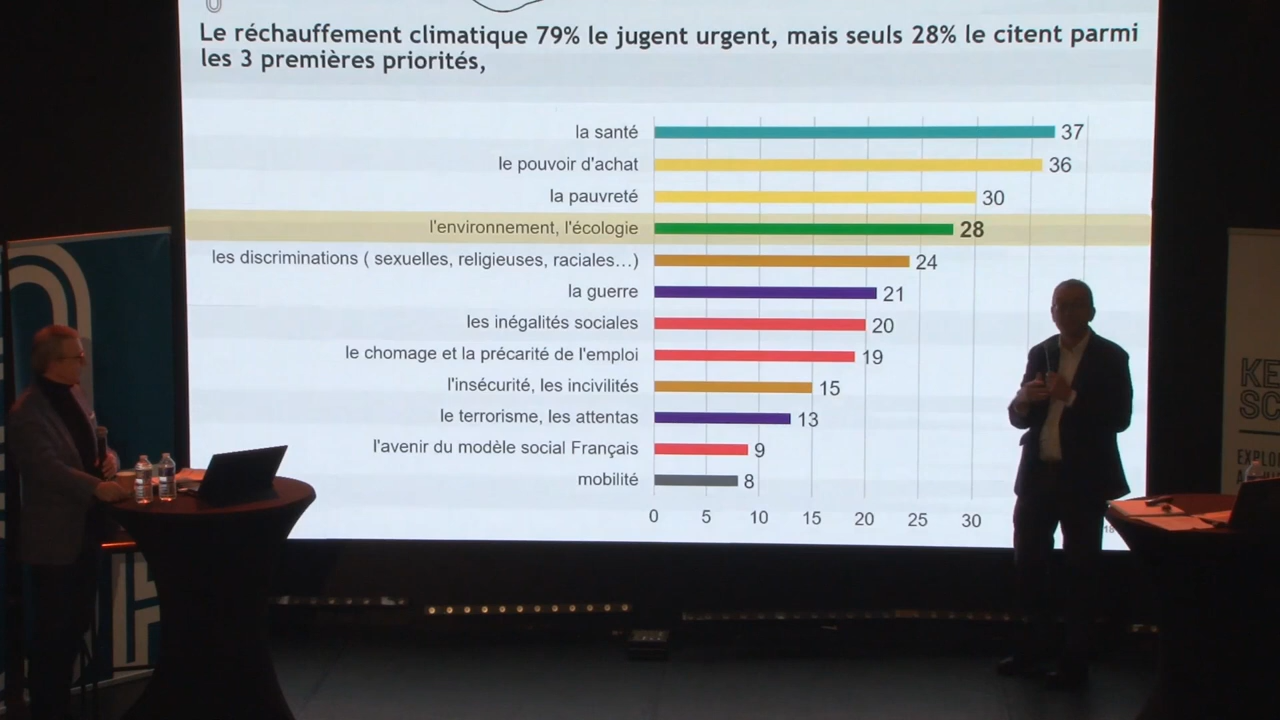 Le réchauffement climatique 79% le jugent urgent, mais seuls 28% le citent parmi
les 3 premières priorités,
la santé 37
le pouvoir d'achat 36
la pauvreté 30
l'environnement, l'écologie 28
les discriminations ( sexuelles, religieuses, raciales...) 24
la guerre 21
les inégalités sociales 20
le chomage et la précarité de l'emploi 19
l'insécurité, les incivilités 15
le terrorisme, les attentas 13
l'avenir du modèle social Français 9
mobilité 8
0 5 10 15 20 25 30